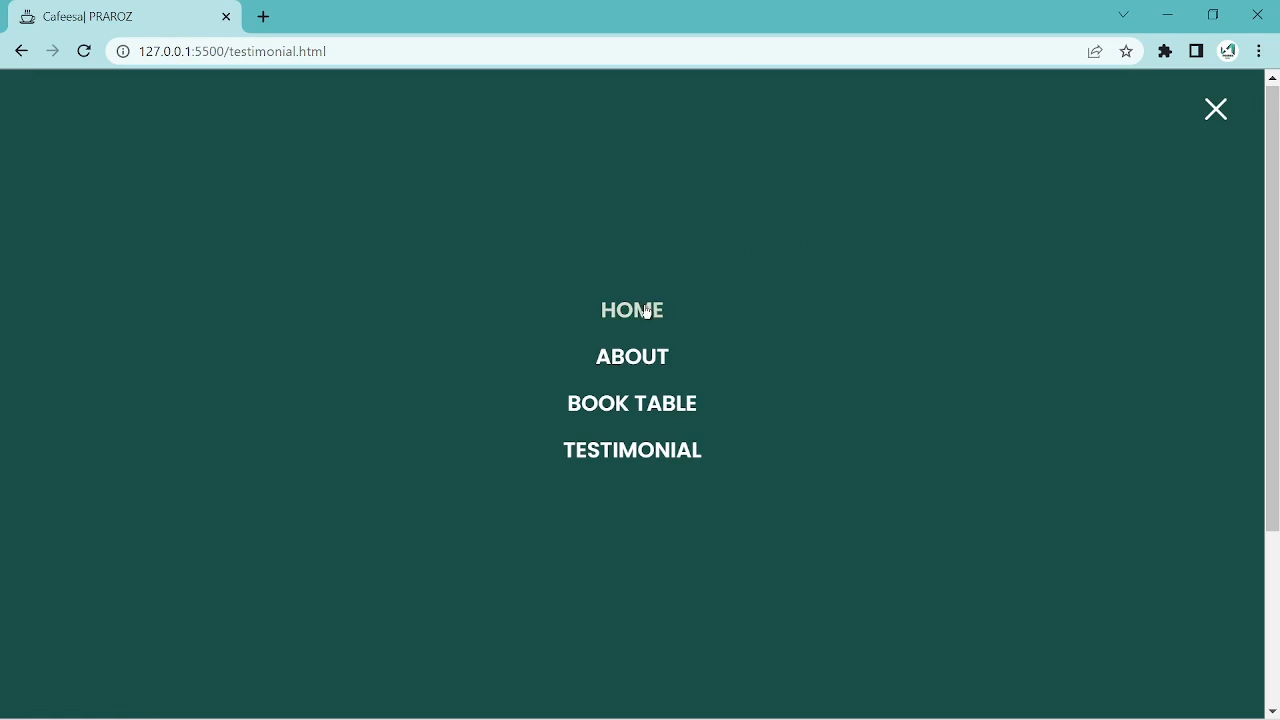 Cafeesa| PRAROZ
127.0.0.1:5500/testimonial.html
HOME
ABOUT
BOOK TABLE
TESTIMONIAL